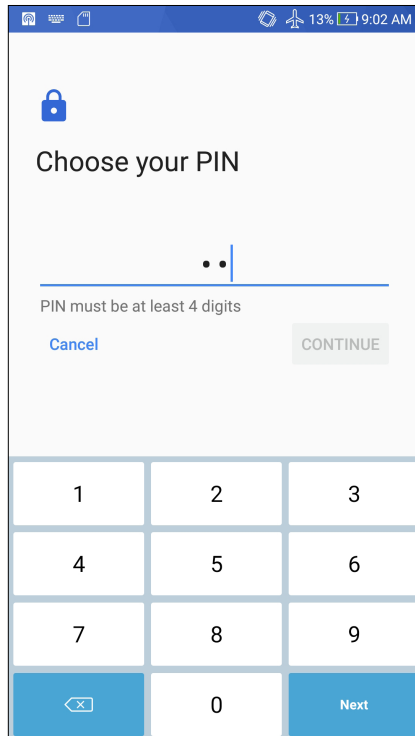 13% 9:02 AM
Choose your PIN
••
PIN must be at least 4 digits
Cancel CONTINUE
1 2 3
4 5 6
7 8 9
0 Next